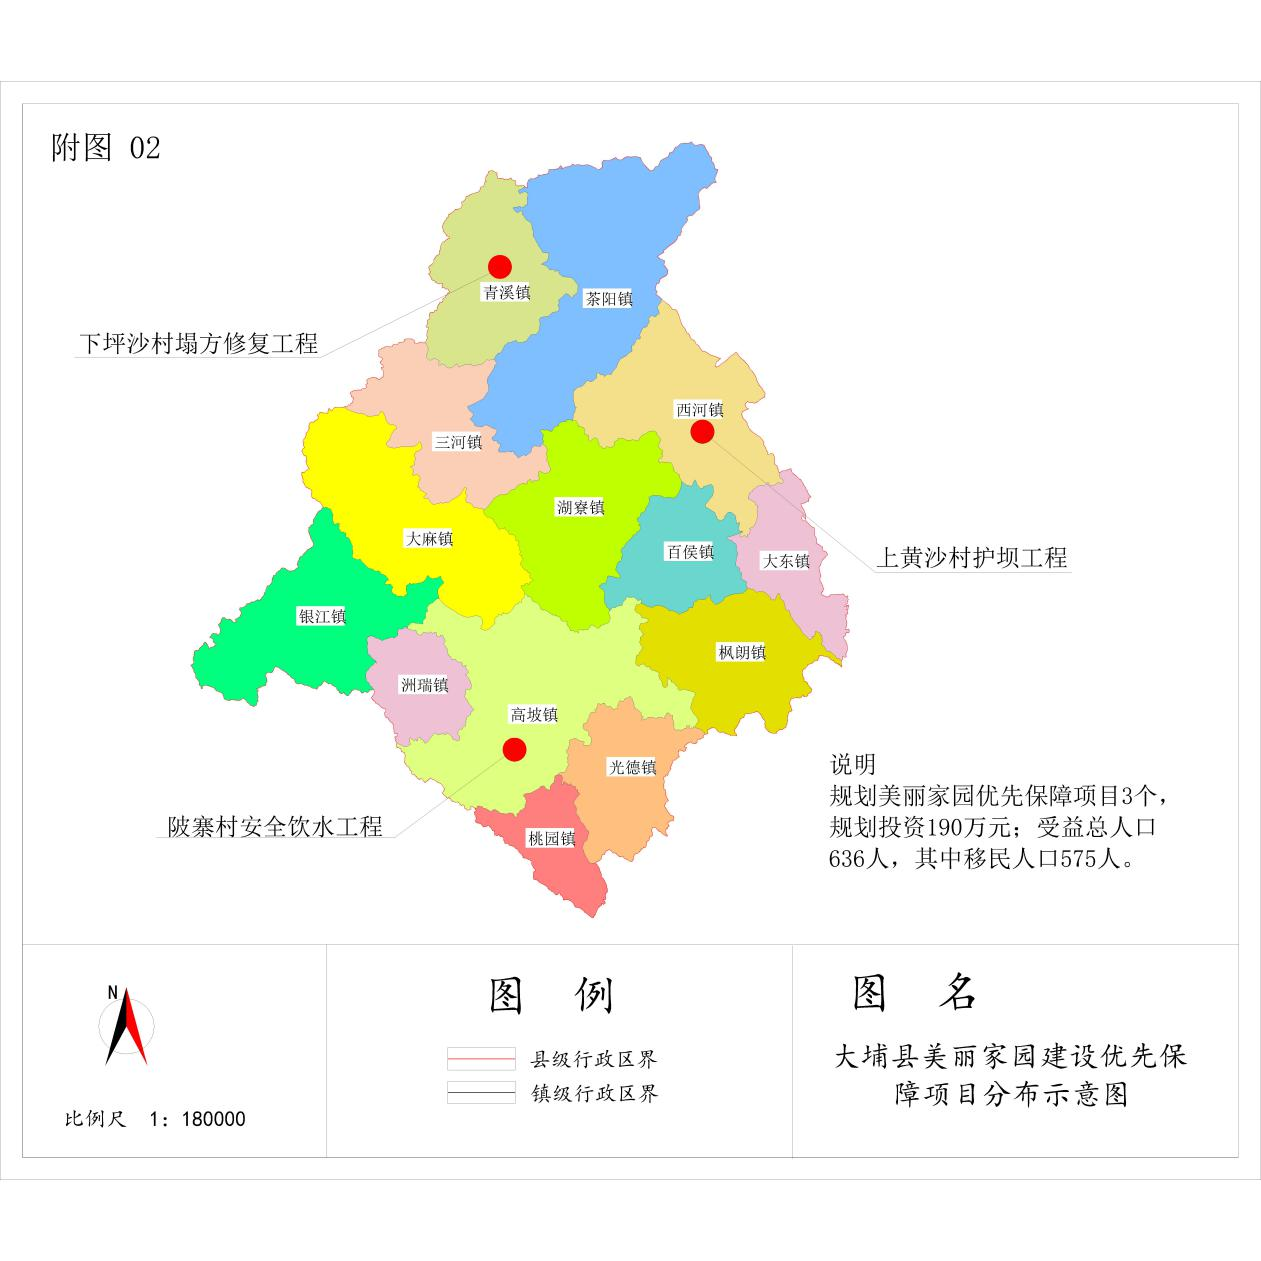 附图 02
青溪镇
茶阳镇
下坪沙村塌方修复工程
西河镇
三河镇
湖寮镇
大麻镇
百侯镇
大东镇
上黄沙村护坝工程
银江镇
枫朗镇
洲瑞镇
高坡镇
光德镇
陂寨村安全饮水工程
桃园镇
说明
规划美丽家园优先保障项目3个，
规划投资190万元；受益总人口
636人，其中移民人口575人。
N
比例尺 1：180000
图 例
县级行政区界
镇级行政区界
图 名
大埔县美丽家园建设优先保
障项目分布示意图